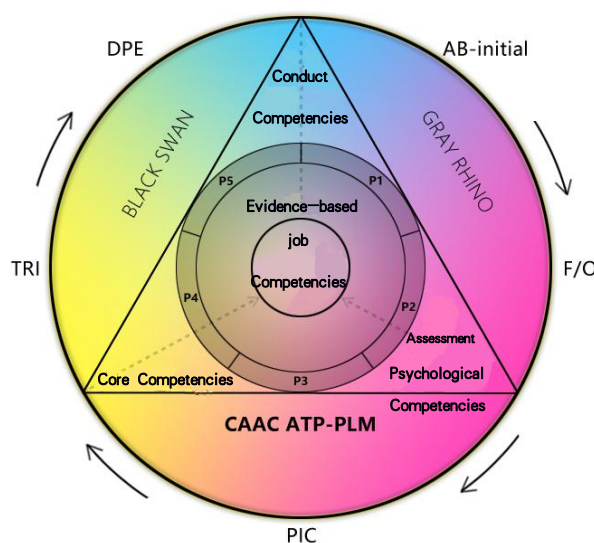 DPE
AB-initial
Conduct
Competencies
BLACK SWAN
GRAY RHINO
P5
P1
Evidence-based
job
Competencies
TRI
F/O
P4
P2
Assessment
Psychological
Competencies
Core Competencies
P3
CAAC ATP-PLM
PIC